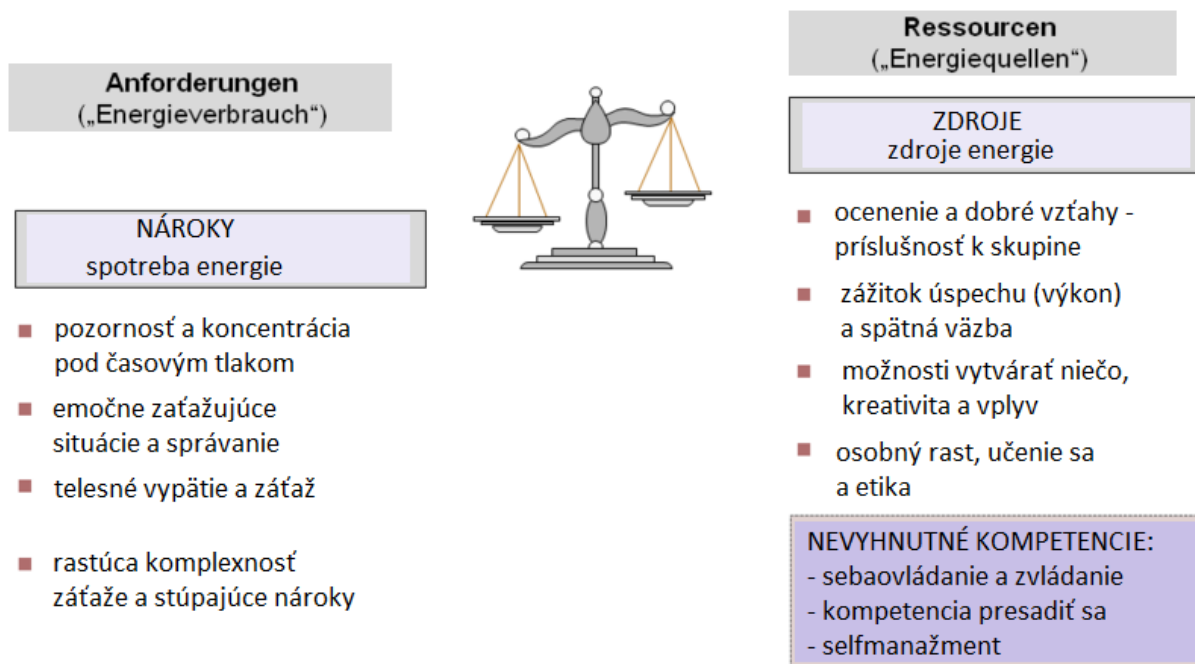 Anforderungen
(„Energieverbrauch“)
NÁROKY
spotreba energie
pozornosť a koncentrácia
pod časovým tlakom
emočne zaťažujúce
situácie a správanie
telesné vypätie a záťaž
rastúca komplexnosť
záťaže a stúpajúce nároky
Ressourcen
(„Energiequellen“)
ZDROJE
zdroje energie
ocenenie a dobré vzťahy -
príslušnosť k skupine
zážitok úspechu (výkon)
a spätná väzba
možnosti vytvárať niečo,
kreativita a vplyv
osobný rast, učenie sa
a etika
NEVYHNUTNÉ KOMPETENCIE:
- sebaovládanie a zvládanie
- kompetencia presadiť sa
- selfmanažment